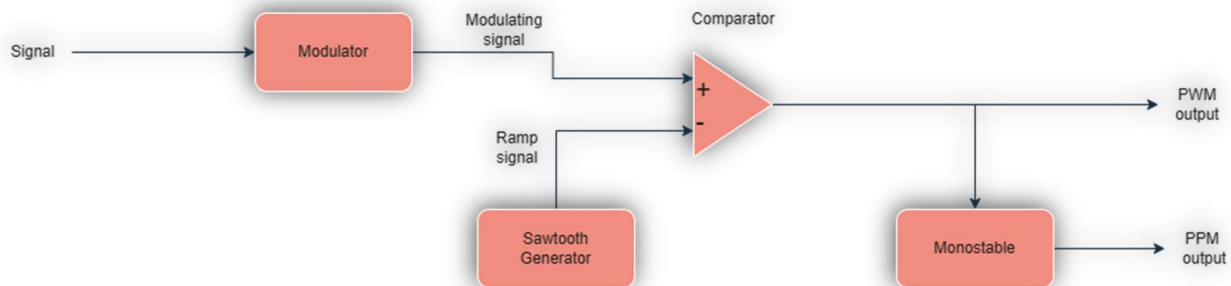 Signal
Modulator
Modulating
signal
Comparator
+
-
PWM
output
Ramp
signal
Sawtooth
Generator
Monostable
PPM
output